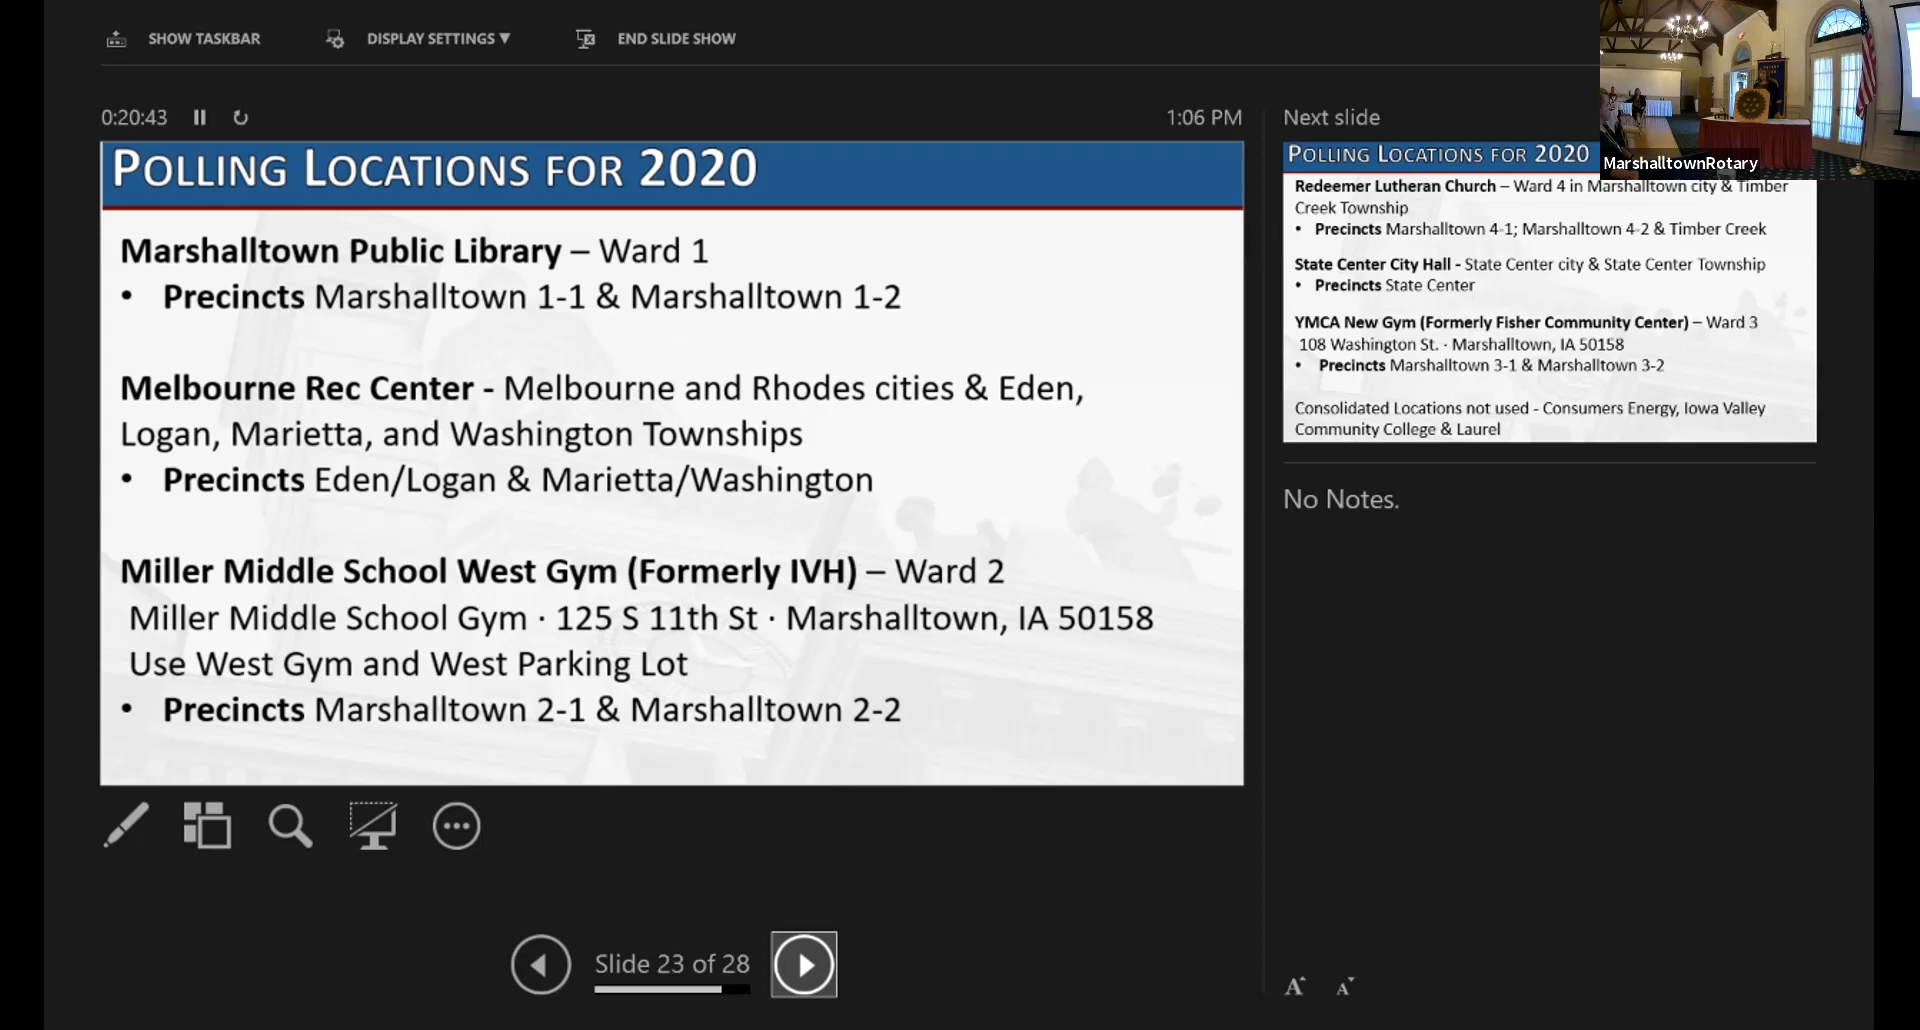 SHOW TASKBAR
DISPLAY SETTINGS ▼
END SLIDE SHOW
0:20:43
1:06 PM
POLLING LOCATIONS FOR 2020
Marshalltown Public Library – Ward 1
• Precincts Marshalltown 1-1 & Marshalltown 1-2
Melbourne Rec Center - Melbourne and Rhodes cities & Eden,
Logan, Marietta, and Washington Townships
• Precincts Eden/Logan & Marietta/Washington
Miller Middle School West Gym (Formerly IVH) – Ward 2
Miller Middle School Gym · 125 S 11th St · Marshalltown, IA 50158
Use West Gym and West Parking Lot
• Precincts Marshalltown 2-1 & Marshalltown 2-2
Slide 23 of 28
Next slide
POLLING LOCATIONS FOR 2020
Redeemer Lutheran Church – Ward 4 in Marshalltown city & Timber
Creek Township
• Precincts Marshalltown 4-1; Marshalltown 4-2 & Timber Creek
State Center City Hall - State Center city & State Center Township
• Precincts State Center
YMCA New Gym (Formerly Fisher Community Center) – Ward 3
108 Washington St. · Marshalltown, IA 50158
• Precincts Marshalltown 3-1 & Marshalltown 3-2
Consolidated Locations not used - Consumers Energy, Iowa Valley
Community College & Laurel
No Notes.
A A
MarshalltownRotary